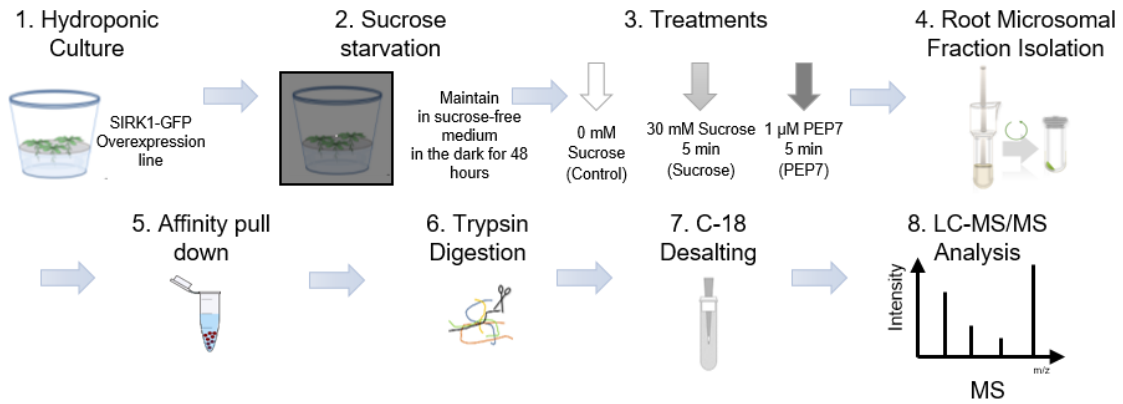 1. Hydroponic
Culture
SIRK1-GFP
Overexpression
line
2. Sucrose
starvation
Maintain
in sucrose-free
medium
in the dark for 48
hours
3. Treatments
0 mM
Sucrose
(Control)
30 mM Sucrose
5 min
(Sucrose)
1 µM PEP7
5 min
(PEP7)
4. Root Microsomal
Fraction Isolation
5. Affinity pull
down
6. Trypsin
Digestion
7. C-18
Desalting
8. LC-MS/MS
Analysis
Intensity
m/z
MS